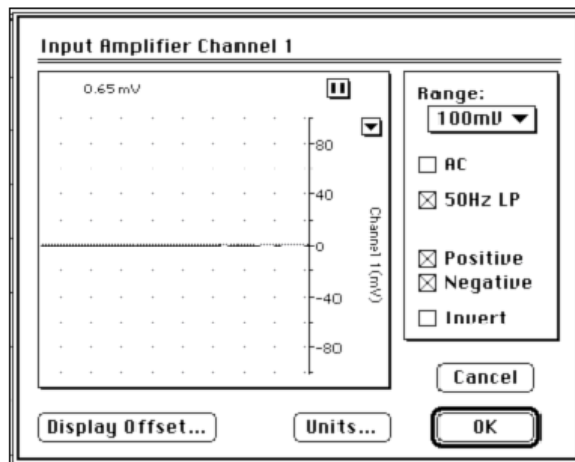 Input Amplifier Channel 1
0.65 mV
80
40
0
-40
-80
Channel 1 (mV)
Range:
100mV
AC
50Hz LP
Positive
Negative
Invert
Cancel
Display Offset...
Units...
OK